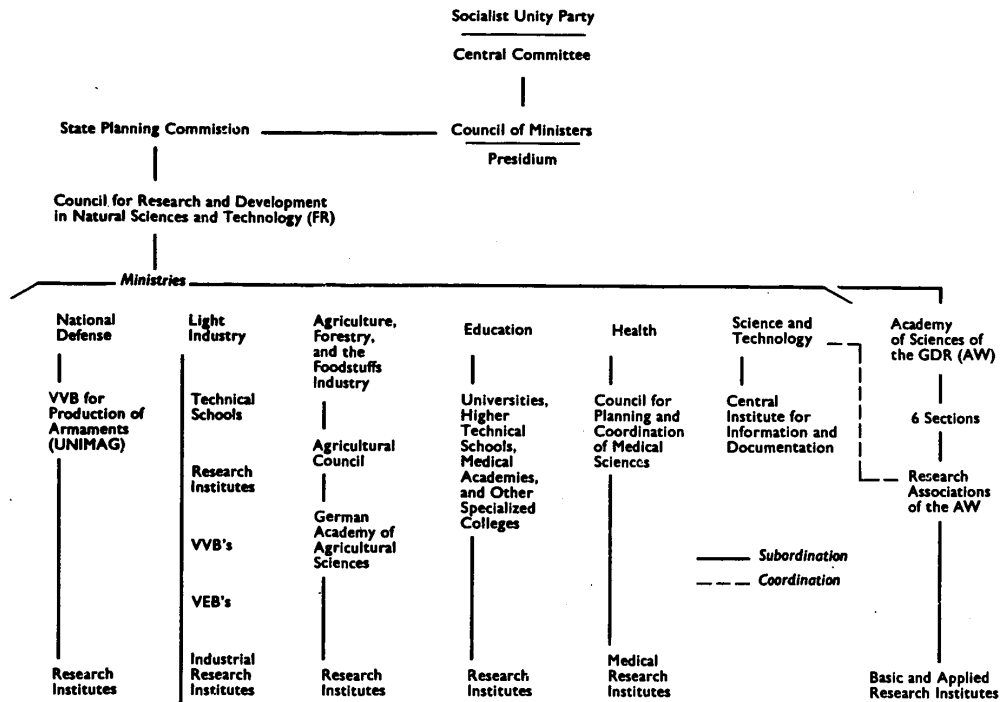 Socialist Unity Party
Central Committee
State Planning Commission
Council of Ministers
Presidium
Council for Research and Development
in Natural Sciences and Technology (FR)
Ministries
National
Defense
VVB for
Production of
Armaments
(UNIMAG)
Research
Institutes
Light
Industry
Technical
Schools
Research
Institutes
VVB's
VEB's
Industrial
Research
Institutes
Agriculture,
Forestry,
and the
Foodstuffs
Industry
Agricultural
Council
German
Academy of
Agricultural
Sciences
Research
Institutes
Education
Universities,
Higher
Technical
Schools,
Medical
Academies,
and Other
Specialized
Colleges
Research
Institutes
Health
Council for
Planning and
Coordination
of Medical
Sciences
Medical
Research
Institutes
Science and
Technology
Central
Institute for
Information and
Documentation
Academy
of Sciences of
the GDR (AW)
6 Sections
Research
Associations
of the AW
Basic and Applied
Research Institutes
Subordination
Coordination